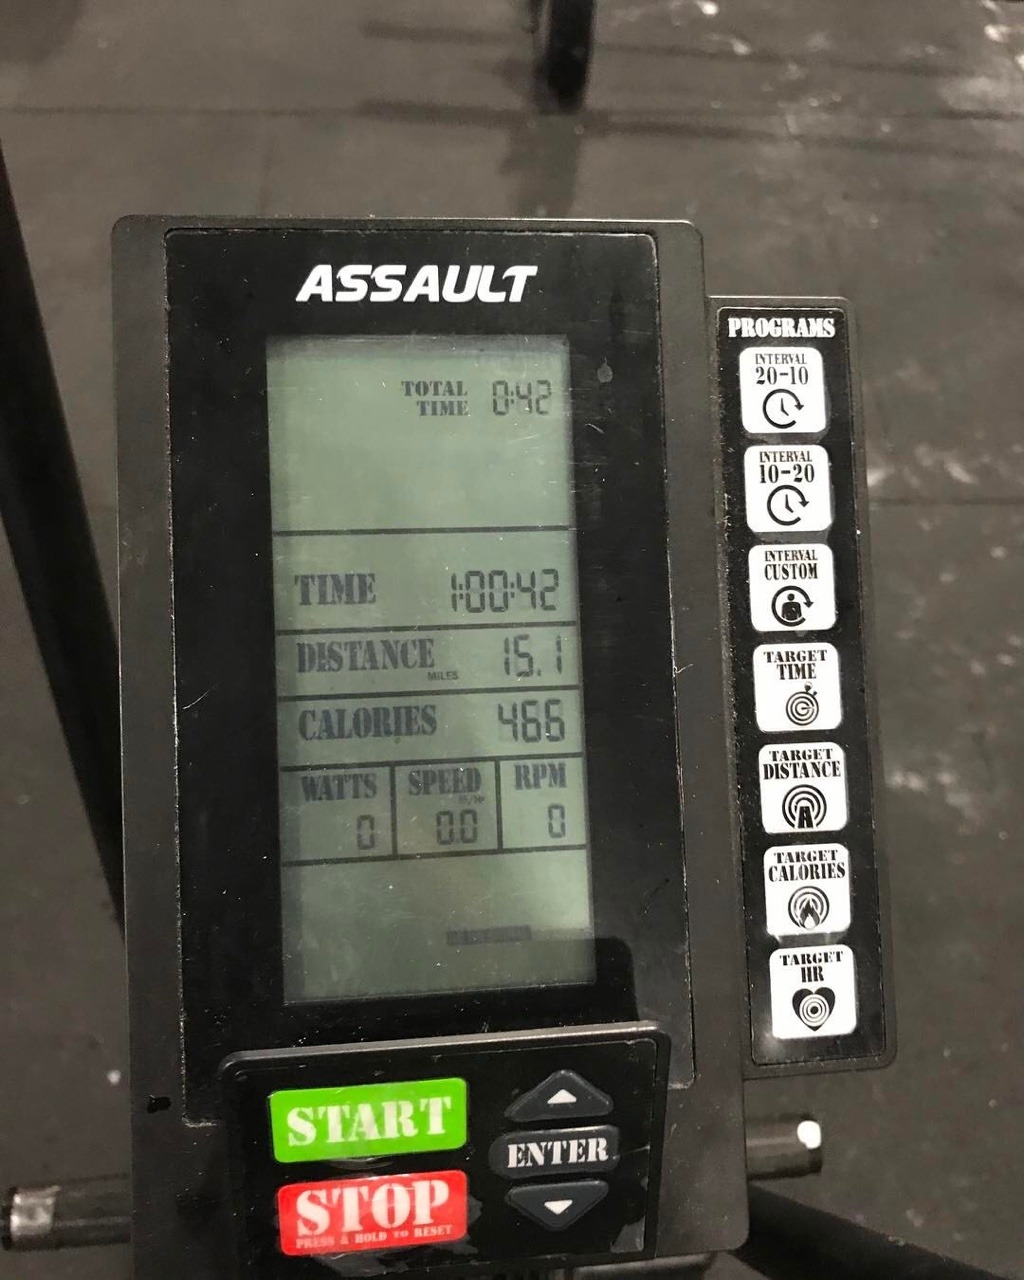 ASSAULT
TOTAL TIME 0:42
TIME 1:00:42
DISTANCE MILES 15.1
CALORIES 466
WATTS SPEED RPM
0 0.0 0
START
STOP
PRESS & HOLD TO RESET
ENTER
PROGRAMS
INTERVAL
20-10
INTERVAL
10-20
INTERVAL
CUSTOM
TARGET
TIME
TARGET
DISTANCE
TARGET
CALORIES
TARGET
HR